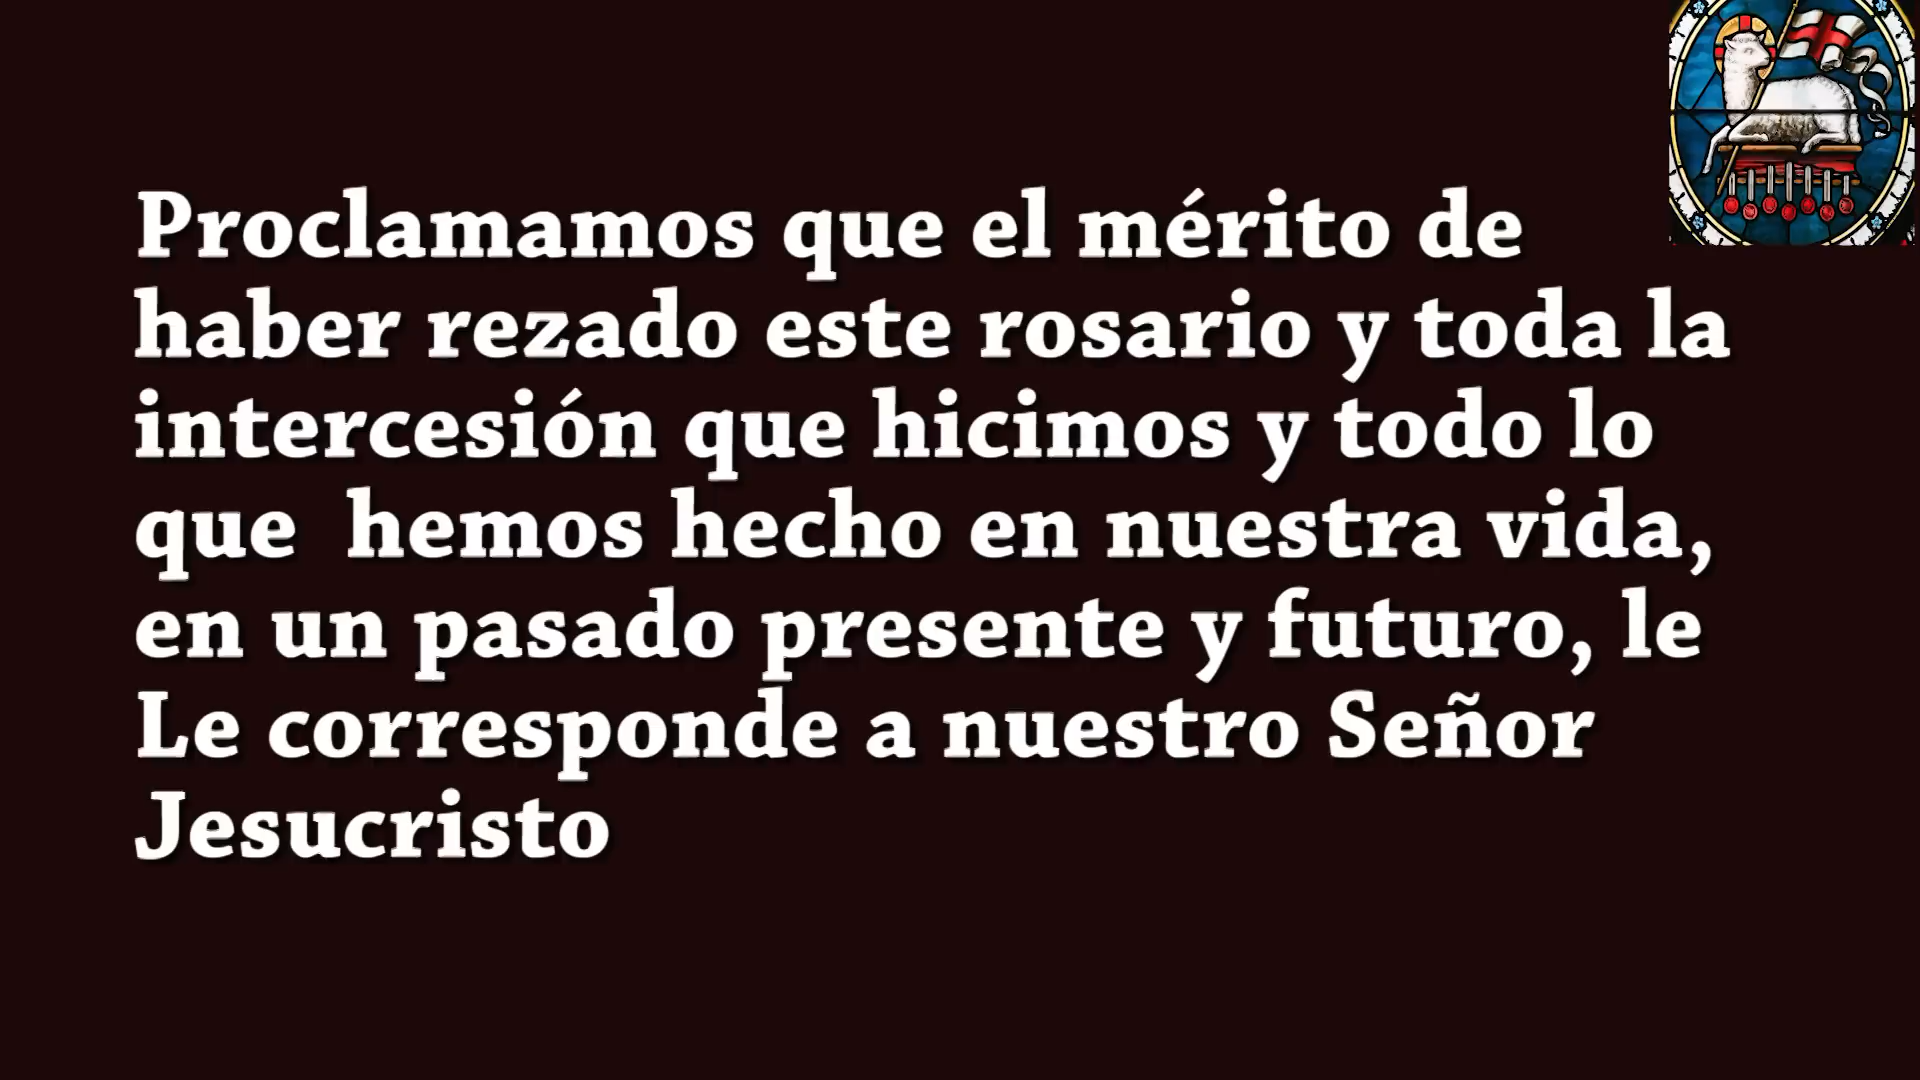 Proclamamos que el mérito de
haber rezado este rosario y toda la
intercesión que hicimos y todo lo
que  hemos hecho en nuestra vida,
en un pasado presente y futuro, le
Le corresponde a nuestro Señor
Jesucristo